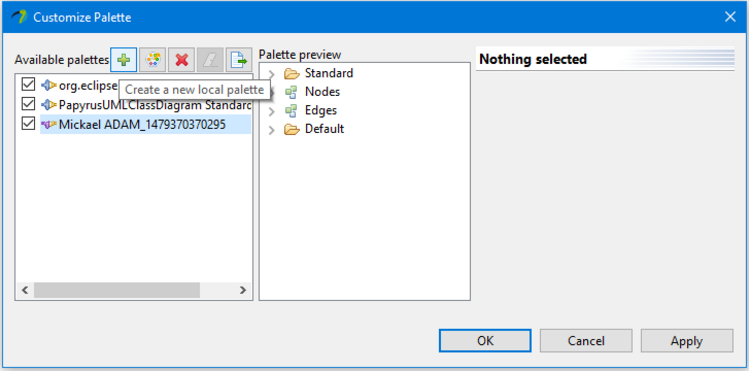 Customize Palette
Available palettes
Palette preview
Nothing selected
org.eclipse
Create a new local palette
PapyrusUMLClassDiagram Standard
Mickael ADAM_1479370370295
Standard
Nodes
Edges
Default
OK
Cancel
Apply